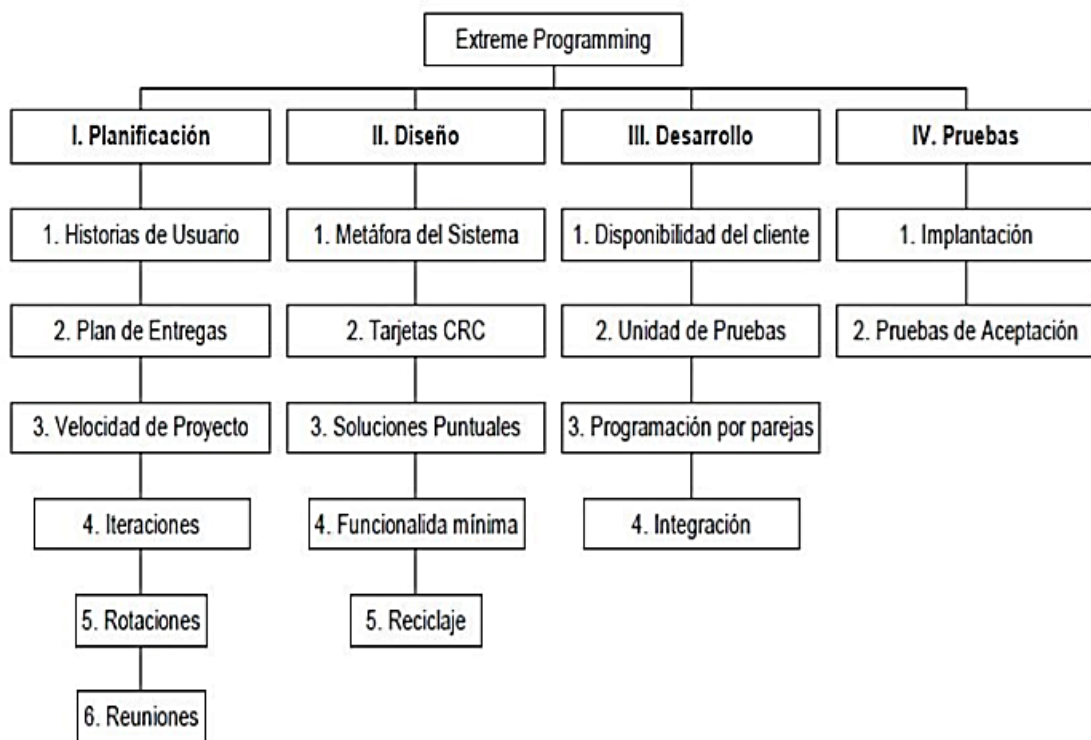 Extreme Programming
I. Planificación
II. Diseño
III. Desarrollo
IV. Pruebas
1. Historias de Usuario
1. Metáfora del Sistema
1. Disponibilidad del cliente
1. Implantación
2. Plan de Entregas
2. Tarjetas CRC
2. Unidad de Pruebas
2. Pruebas de Aceptación
3. Velocidad de Proyecto
3. Soluciones Puntuales
3. Programación por parejas
4. Iteraciones
4. Funcionalida mínima
4. Integración
5. Rotaciones
5. Reciclaje
6. Reuniones